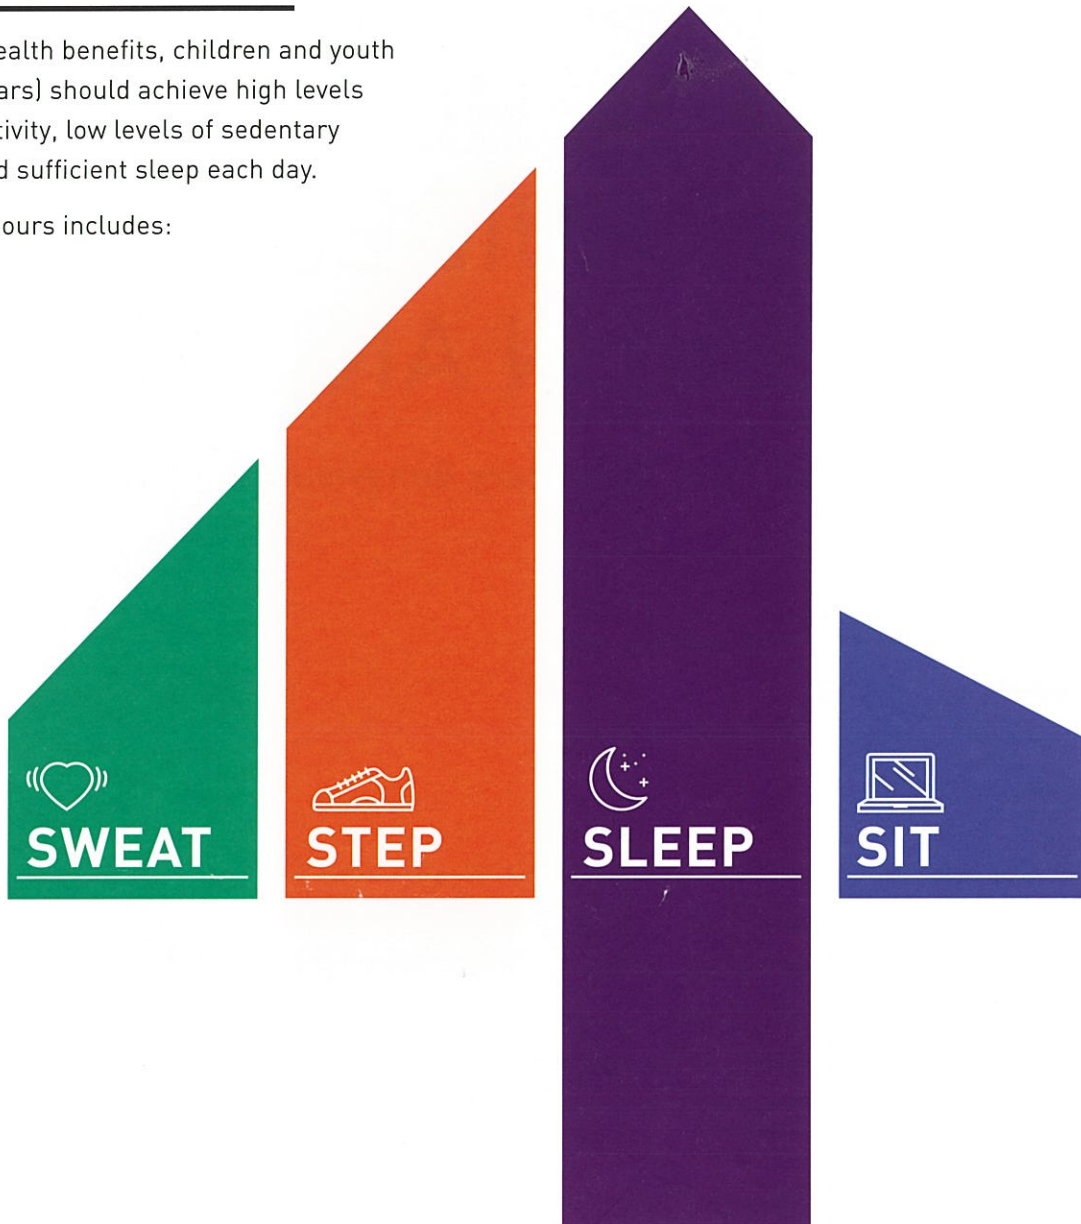 ealth benefits, children and youth
ars) should achieve high levels
tivity, low levels of sedentary
d sufficient sleep each day.
ours includes:
SWEAT
STEP
SLEEP
SIT